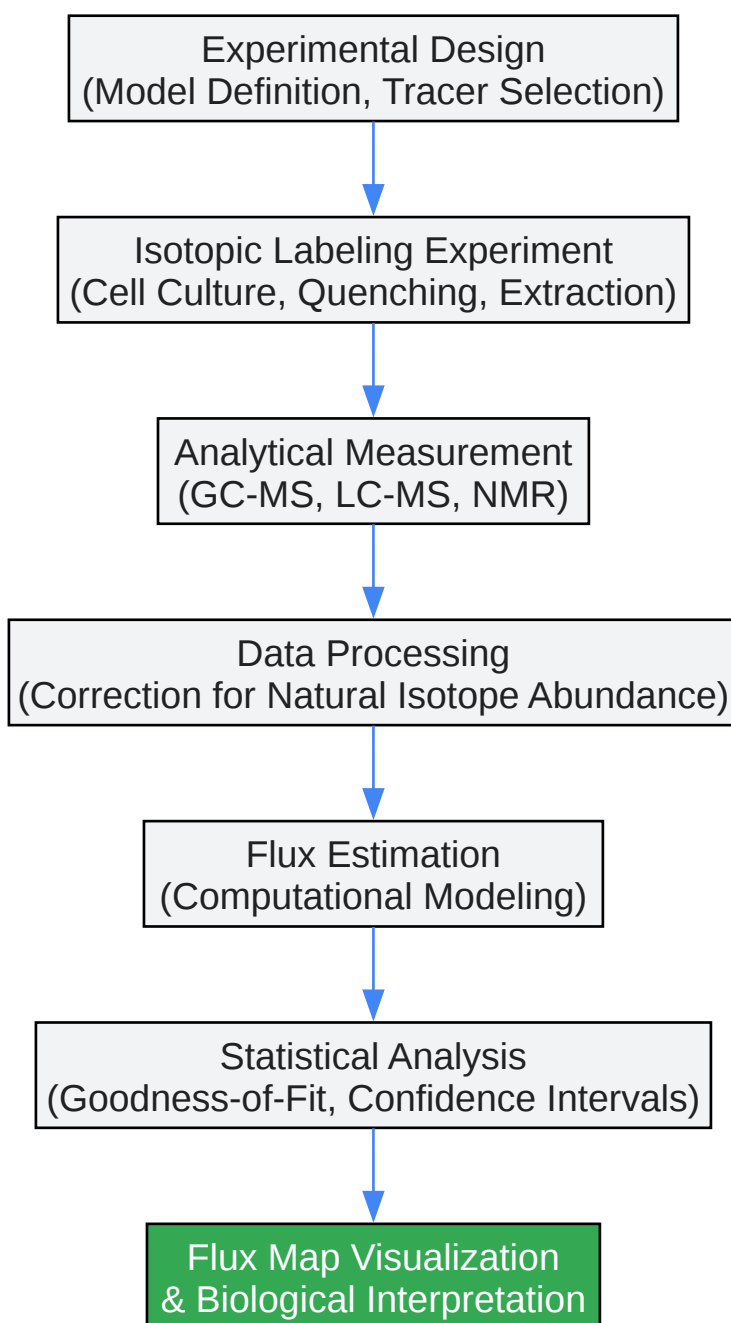 Experimental Design
(Model Definition, Tracer Selection)
Isotopic Labeling Experiment
(Cell Culture, Quenching, Extraction)
Analytical Measurement
(GC-MS, LC-MS, NMR)
Data Processing
(Correction for Natural Isotope Abundance)
Flux Estimation
(Computational Modeling)
Statistical Analysis
(Goodness-of-Fit, Confidence Intervals)
Flux Map Visualization
& Biological Interpretation